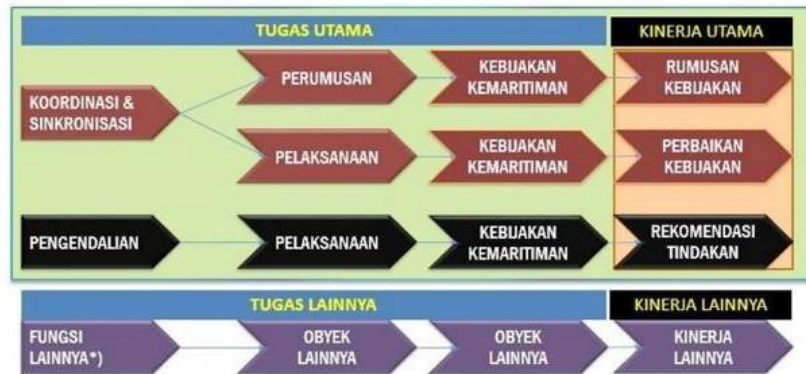 TUGAS UTAMA
KINERJA UTAMA
KOORDINASI &
SINKRONISASI
PERUMUSAN
KEBIJAKAN
KEMARITIMAN
RUMUSAN
KEBIJAKAN
PELAKSANAAN
KEBIJAKAN
KEMARITIMAN
PERBAIKAN
KEBIJAKAN
PENGENDALIAN
PELAKSANAAN
KEBIJAKAN
KEMARITIMAN
REKOMENDASI
TINDAKAN
TUGAS LAINNYA
KINERJA LAINNYA
FUNGSI
LAINNYA*)
OBYEK
LAINNYA
OBYEK
LAINNYA
KINERJA
LAINNYA